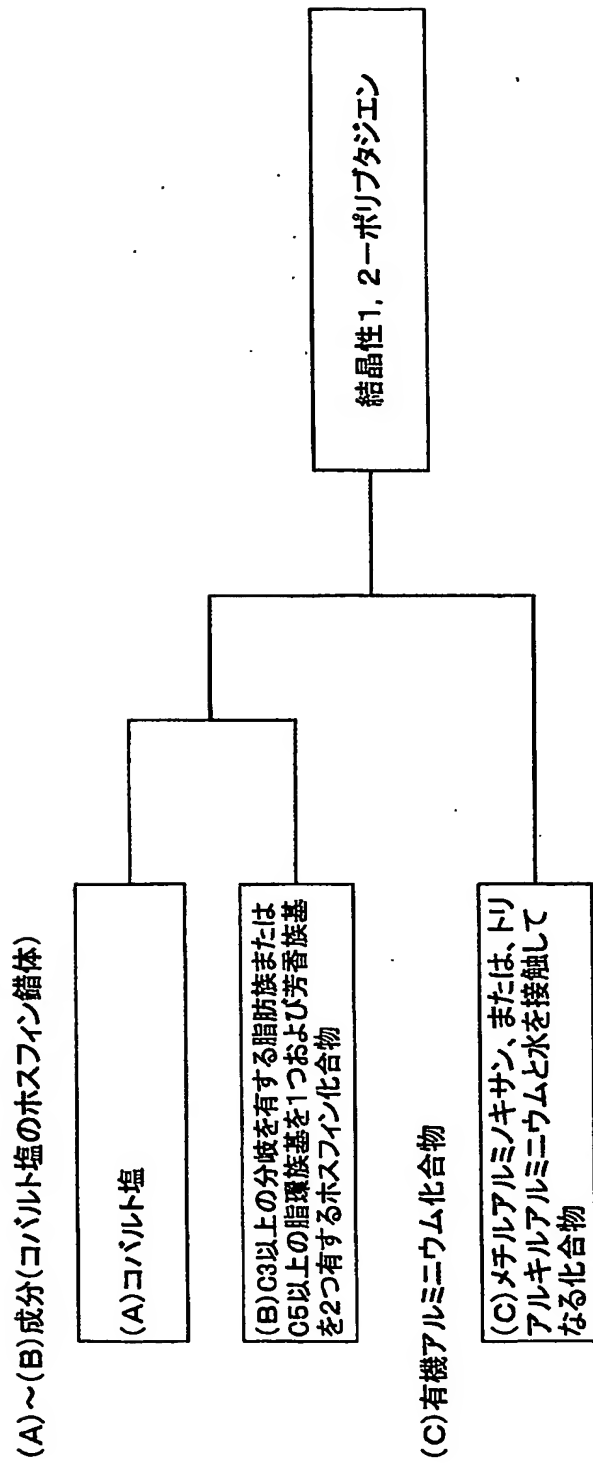 (A)~(B)成分(コバルト塩のホスフィン錯体)
(A)コバルト塩
(B)C3以上の分岐を有する脂肪族または
C5以上の脂環族基を1つおよび芳香族基
を2つ有するホスフィン化合物
(C)有機アルミニウム化合物
(C)メチルアルミノキサン、または、トリ
アルキルアルミニウムと水を接触して
なる化合物
結晶性1, 2-ポリブタジエン